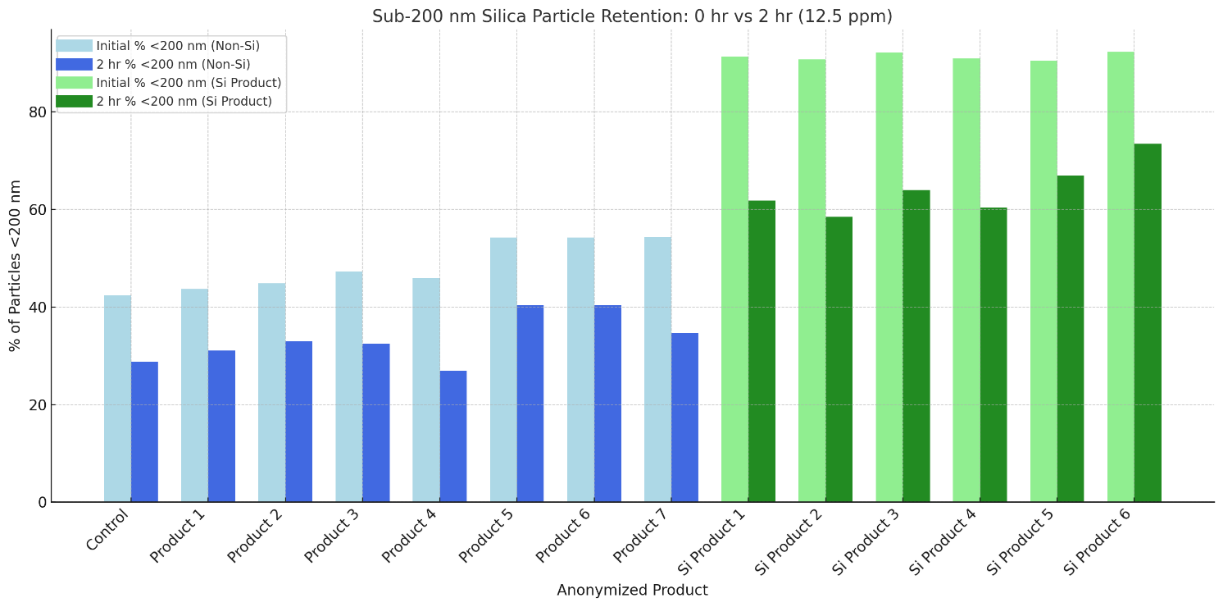 Sub-200 nm Silica Particle Retention: 0 hr vs 2 hr (12.5 ppm)
Initial % <200 nm (Non-Si)
2 hr % <200 nm (Non-Si)
Initial % <200 nm (Si Product)
2 hr % <200 nm (Si Product)
% of Particles <200 nm
80
60
40
20
0
Control
Product 1
Product 2
Product 3
Product 4
Product 5
Product 6
Product 7
Si Product 1
Si Product 2
Si Product 3
Si Product 4
Si Product 5
Si Product 6
Anonymized Product